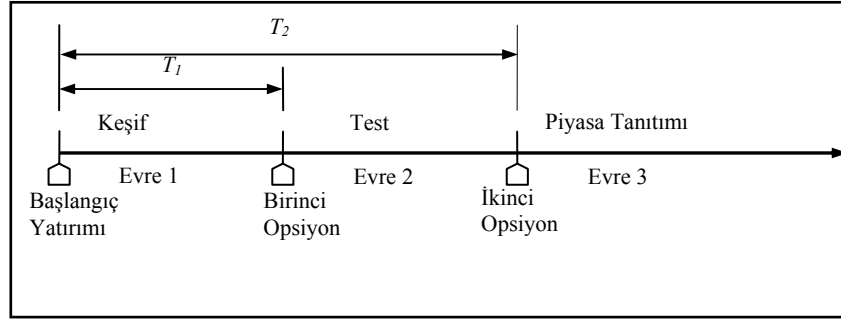 T2
T1
Keşif Test Piyasa Tanıtımı
Evre 1 Evre 2 Evre 3
Başlangıç
Yatırımı
Birinci
Opsiyon
İkinci
Opsiyon